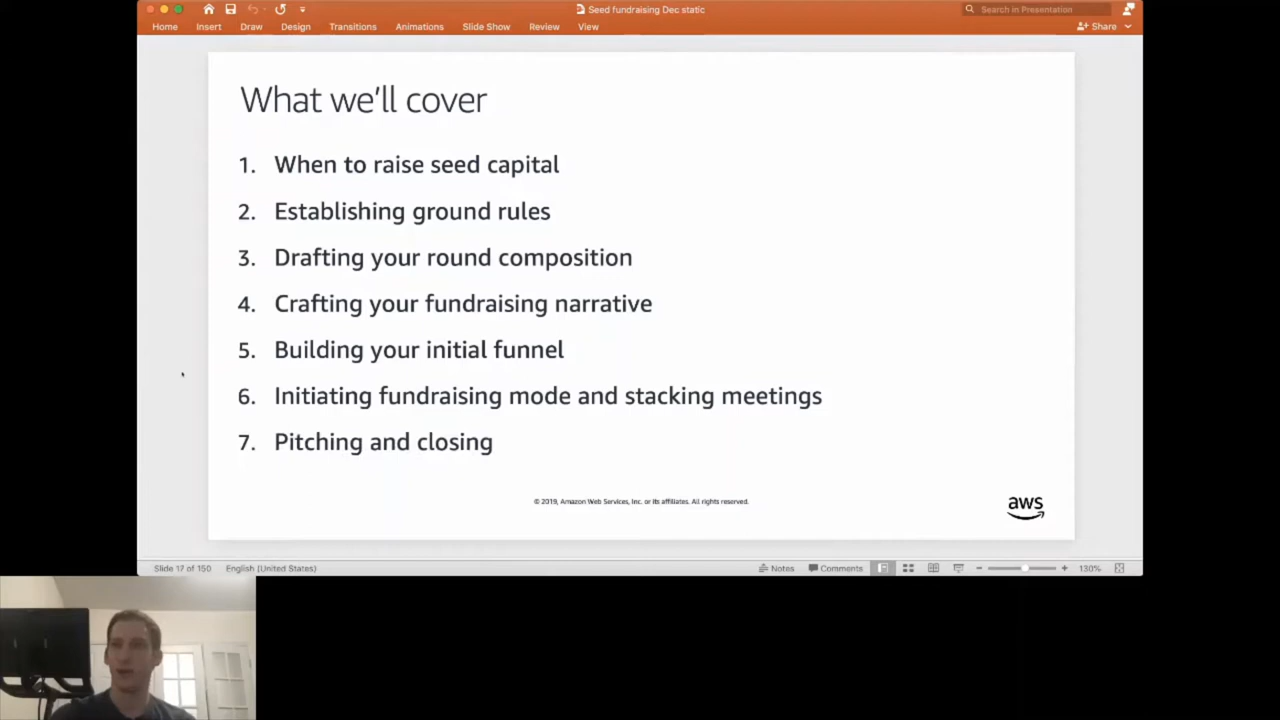 Seed fundraising Dec static
Search in Presentation
Home Insert Draw Design Transitions Animations Slide Show Review View Share
What we'll cover
1. When to raise seed capital
2. Establishing ground rules
3. Drafting your round composition
4. Crafting your fundraising narrative
5. Building your initial funnel
6. Initiating fundraising mode and stacking meetings
7. Pitching and closing
© 2019, Amazon Web Services, Inc. or its affiliates. All rights reserved.
aws
Slide 17 of 150 English (United States) Notes Comments 130%